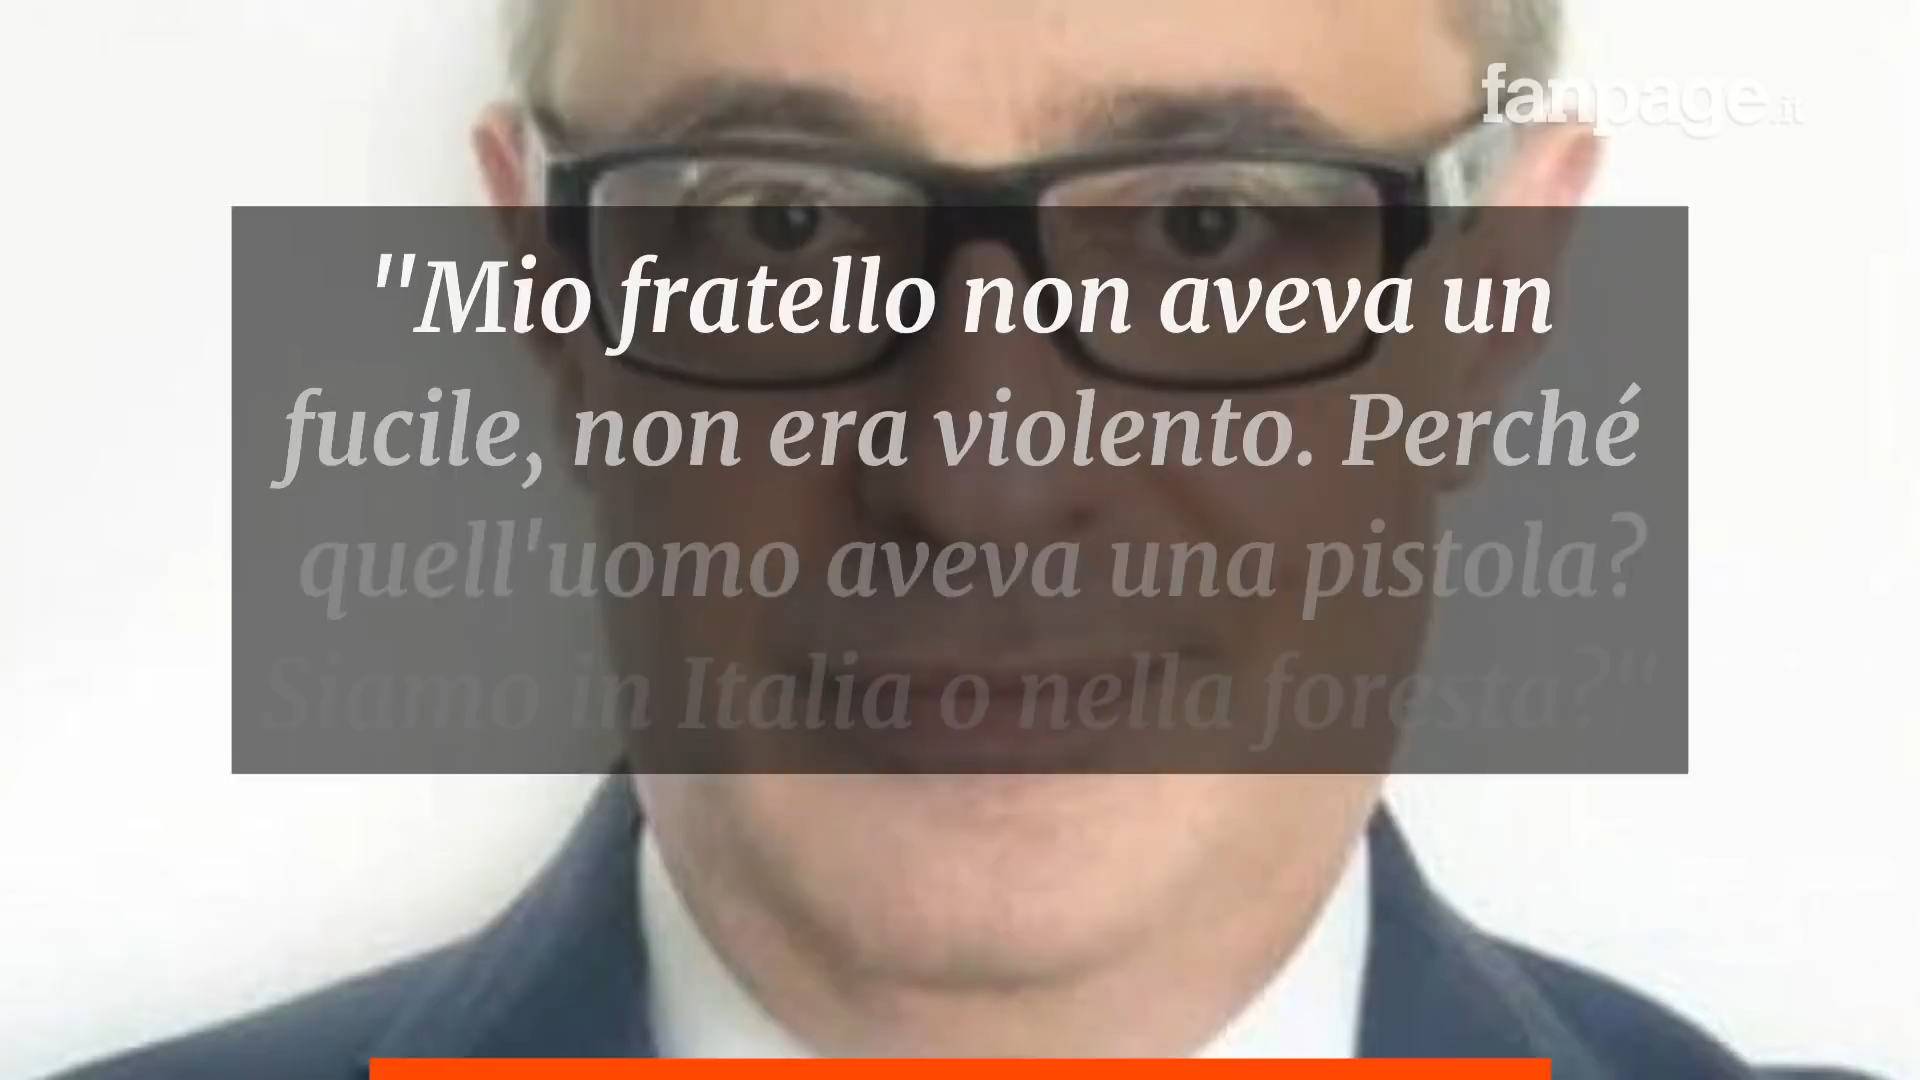 fanpage.it
"Mio fratello non aveva un
fucile, non era violento. Perché
quell'uomo aveva una pistola?
Siamo in Italia o nella foresta?"